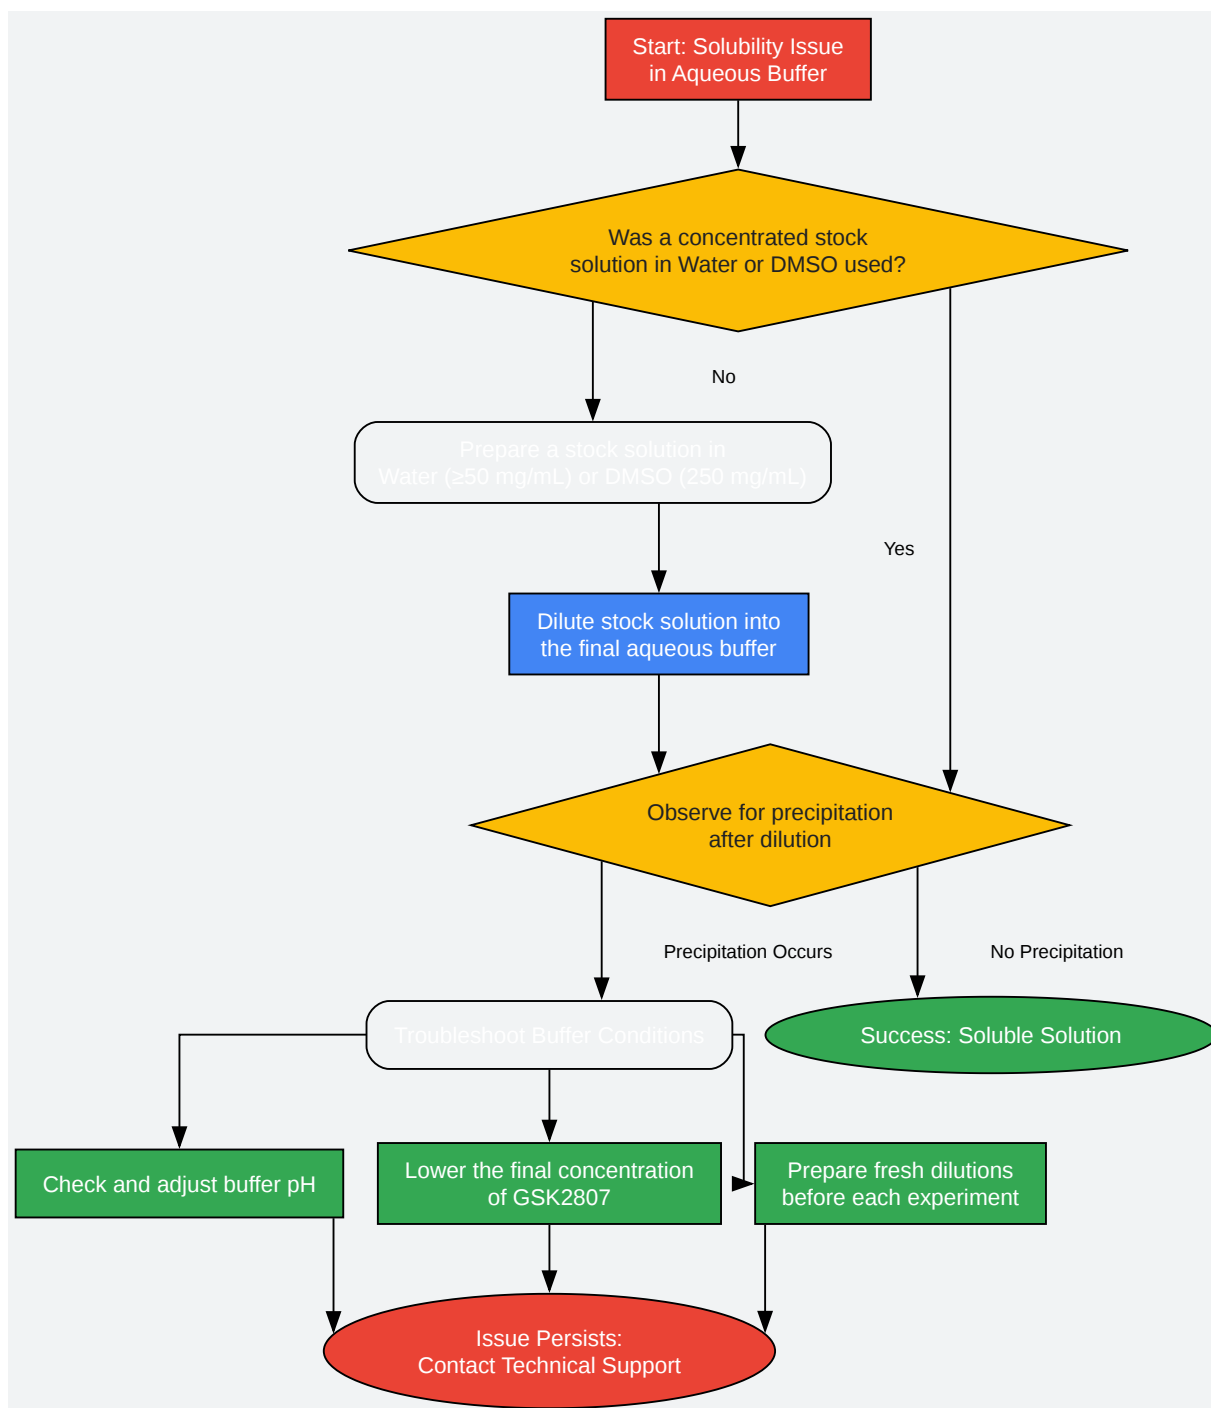 Start: Solubility Issue
in Aqueous Buffer
Was a concentrated stock
solution in Water or DMSO used?
No
Prepare a stock solution in
Water (≥50 mg/mL) or DMSO (250 mg/mL)
Yes
Dilute stock solution into
the final aqueous buffer
Observe for precipitation
after dilution
Precipitation Occurs
No Precipitation
Troubleshoot Buffer Conditions
Success: Soluble Solution
Check and adjust buffer pH
Lower the final concentration
of GSK2807
Prepare fresh dilutions
before each experiment
Issue Persists:
Contact Technical Support